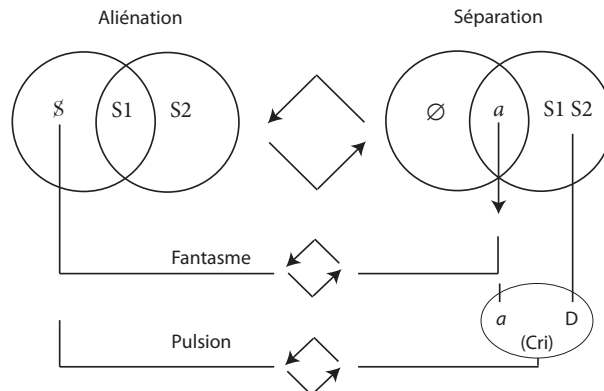 Aliénation Séparation
$ S1 S2 ∅ a S1 S2
Fantasme
a D
(Cri)
Pulsion